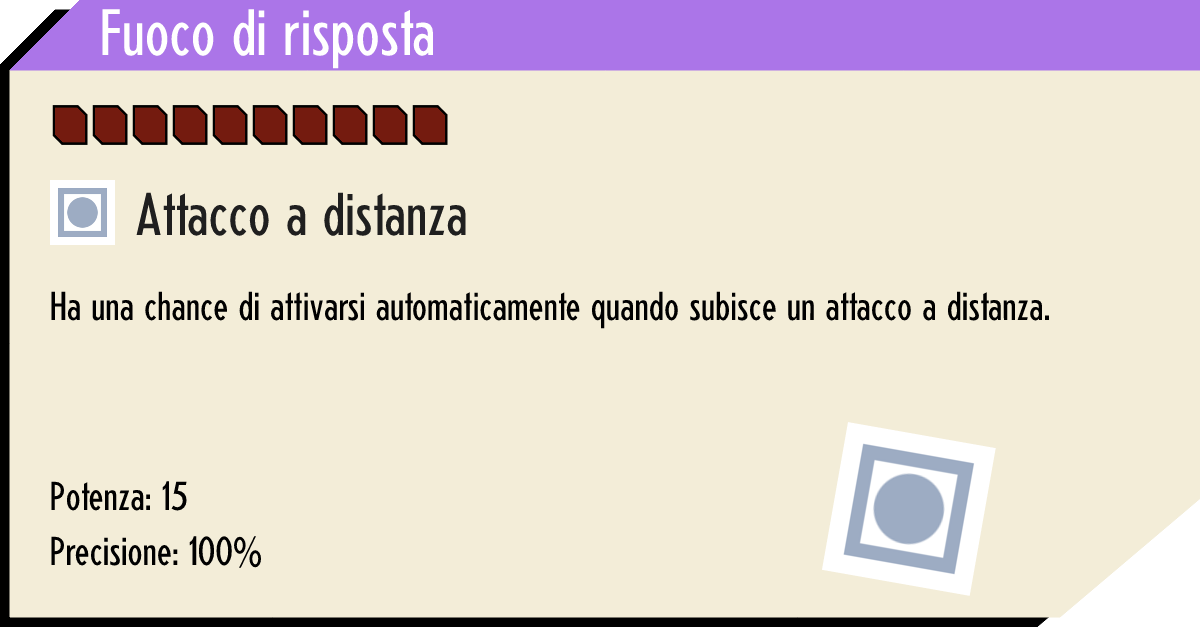 Fuoco di risposta
Attacco a distanza
Ha una chance di attivarsi automaticamente quando subisce un attacco a distanza.
Potenza: 15
Precisione: 100%